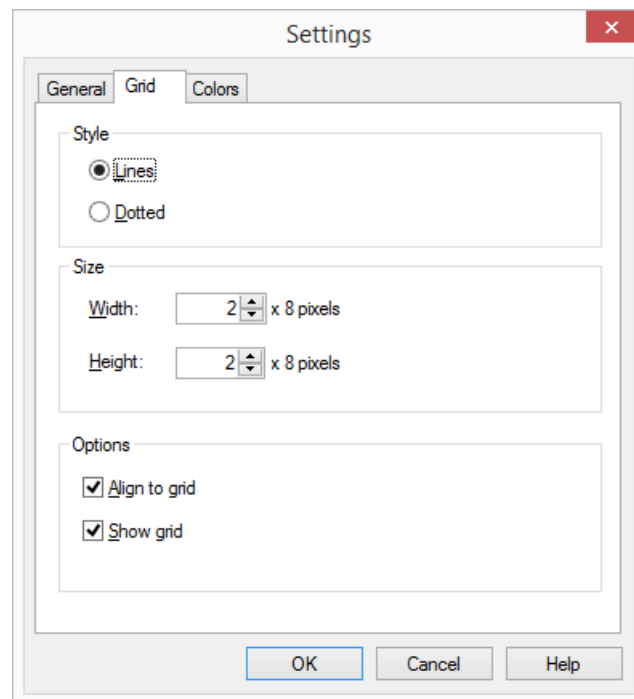 Settings
General Grid Colors
Style
Lines
Dotted
Size
Width: 2 x 8 pixels
Height: 2 x 8 pixels
Options
Align to grid
Show grid
OK Cancel Help